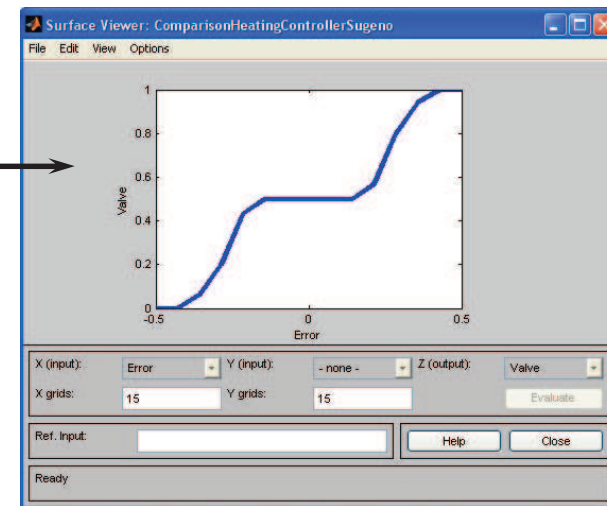 Surface Viewer: ComparisonHeatingControllerSugeno
File Edit View Options
1
0.8
0.6
0.4
0.2
0
Valve
-0.5 0 0.5
Error
X (input): Error Y (input): - none - Z (output): Valve
X grids: 15 Y grids: 15 Evaluate
Ref. Input: Help Close
Ready